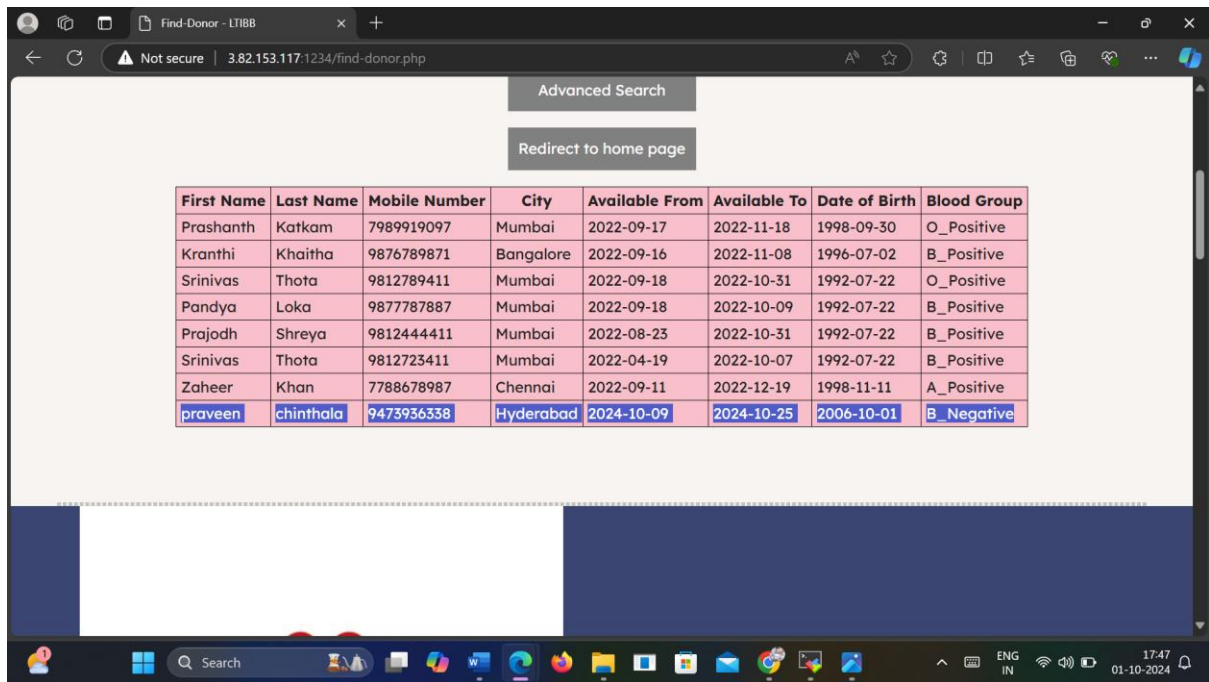 Find-Donor - LTIBB
Not secure | 3.82.153.117:1234/find-donor.php
Advanced Search
Redirect to home page
First Name Last Name Mobile Number City Available From Available To Date of Birth Blood Group
Prashanth Katkam 7989919097 Mumbai 2022-09-17 2022-11-18 1998-09-30 O_Positive
Kranthi Khaitha 9876789871 Bangalore 2022-09-16 2022-11-08 1996-07-02 B_Positive
Srinivas Thota 9812789411 Mumbai 2022-09-18 2022-10-31 1992-07-22 O_Positive
Pandya Loka 9877787887 Mumbai 2022-09-18 2022-10-09 1992-07-22 B_Positive
Prajodh Shreya 9812444411 Mumbai 2022-08-23 2022-10-31 1992-07-22 B_Positive
Srinivas Thota 9812723411 Mumbai 2022-04-19 2022-10-07 1992-07-22 B_Positive
Zaheer Khan 7788678987 Chennai 2022-09-11 2022-12-19 1998-11-11 A_Positive
praveen chinthala 9473936338 Hyderabad 2024-10-09 2024-10-25 2006-10-01 B_Negative
1 Search ENG 17:47
IN 01-10-2024